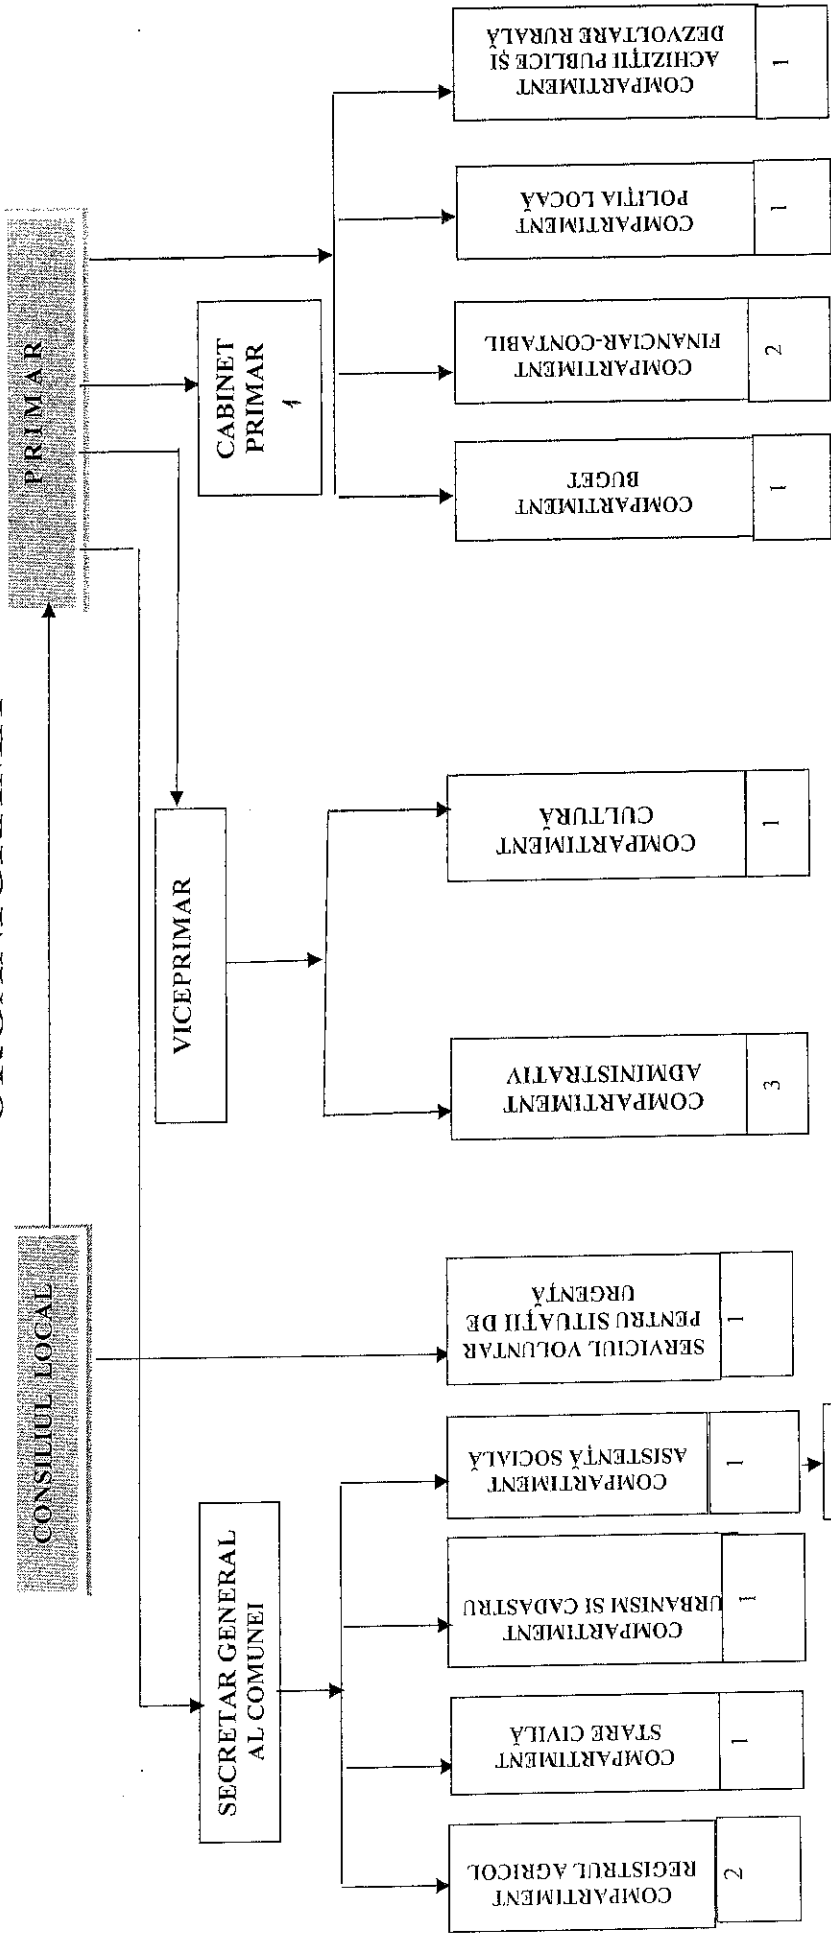 CONSILIUL LOCAL
PRIMAR
SECRETAR GENERAL
AL COMUNEI
VICEPRIMAR
CABINET
PRIMAR
1
COMPARTIMENT
REGISTRUL AGRICOL
2
COMPARTIMENT
STARE CIVILĂ
1
COMPARTIMENT
URBANISM SI CADASTRU
1
COMPARTIMENT
ASISTENȚĂ SOCIALĂ
1
SERVICIUL VOLUNTAR
PENTRU SITUAȚII DE
URGENȚĂ
1
COMPARTIMENT
ADMINISTRATIV
3
COMPARTIMENT
CULTURĂ
1
COMPARTIMENT
BUGET
1
COMPARTIMENT
FINANCIAR-CONTABIL
2
COMPARTIMENT
POLIȚIA LOCAĂ
1
COMPARTIMENT
ACHIZIȚII PUBLICE ȘI
DEZVOLTARE RURALĂ
1